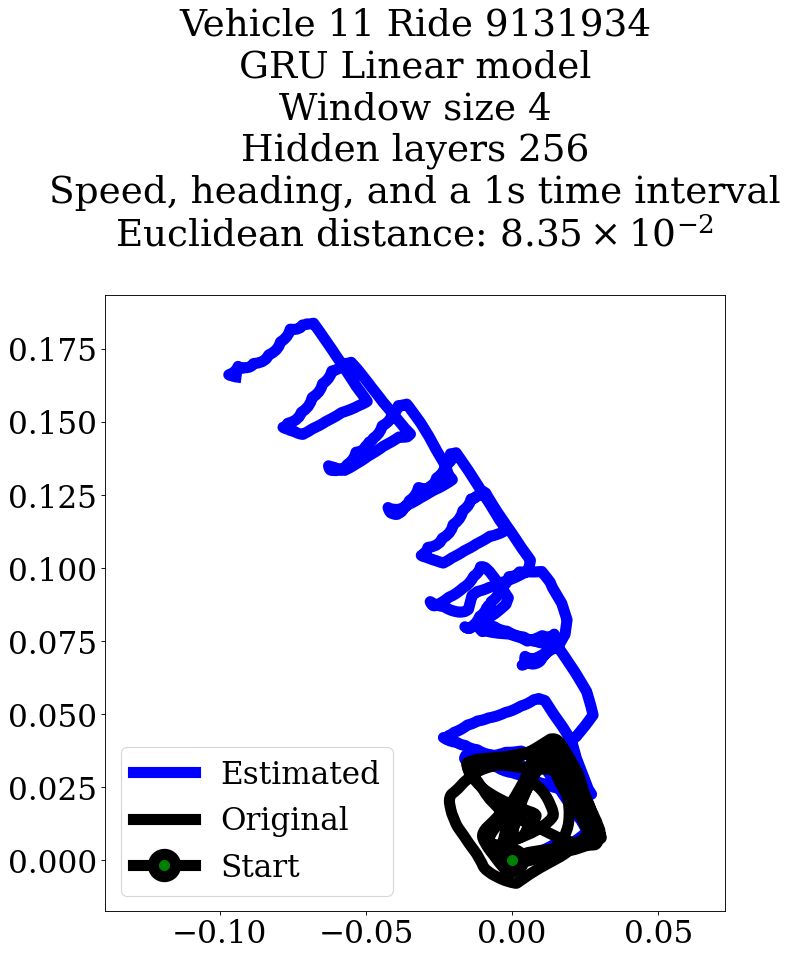 Vehicle 11 Ride 9131934
GRU Linear model
Window size 4
Hidden layers 256
Speed, heading, and a 1s time interval
Euclidean distance: 8.35 × 10⁻²
0.175
0.150
0.125
0.100
0.075
0.050
0.025
0.000
Estimated
Original
Start
−0.10 −0.05 0.00 0.05